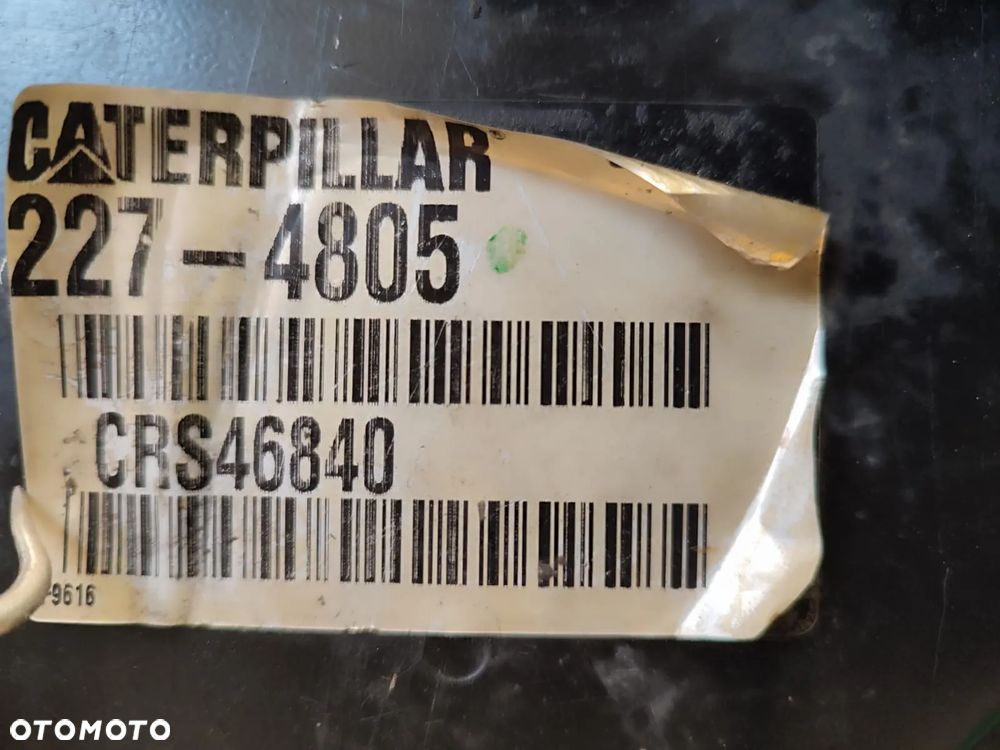 CATERPILLAR®
227-4805
CRS46840
-9616
OTOMOTO